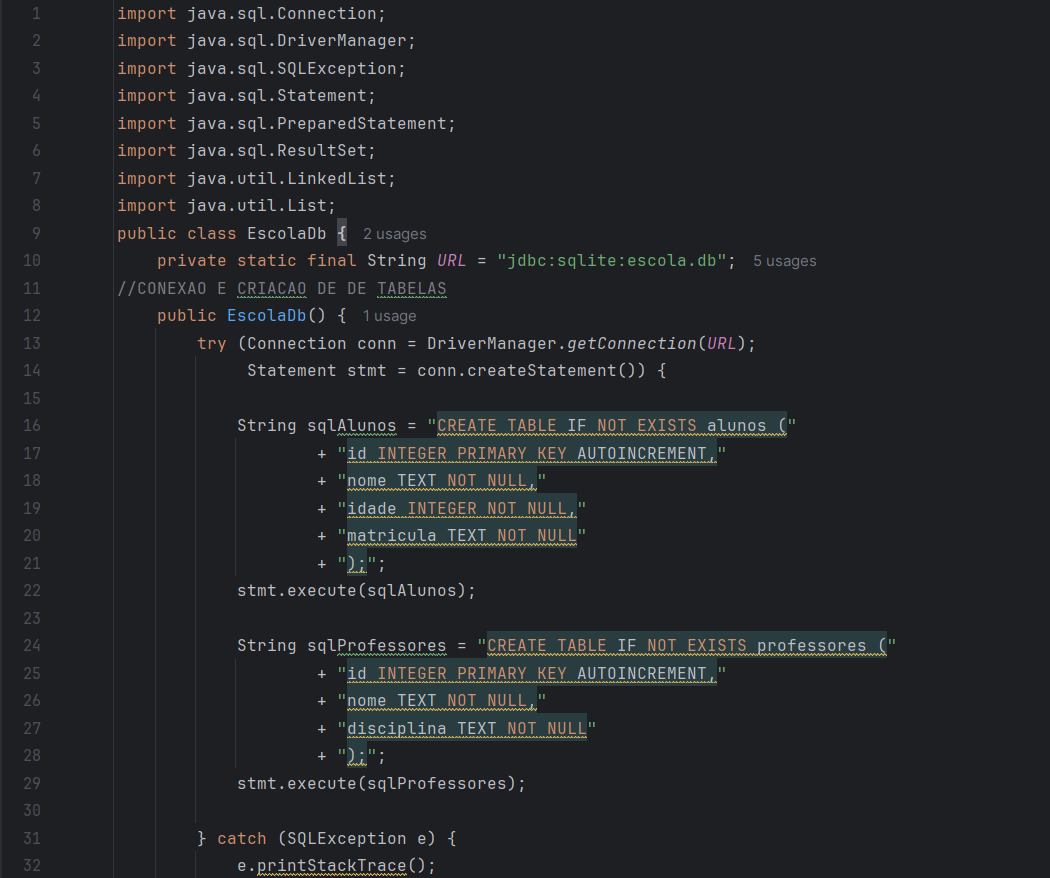 1 import java.sql.Connection;
2 import java.sql.DriverManager;
3 import java.sql.SQLException;
4 import java.sql.Statement;
5 import java.sql.PreparedStatement;
6 import java.sql.ResultSet;
7 import java.util.LinkedList;
8 import java.util.List;
9 public class EscolaDb { 2 usages
10 private static final String URL = "jdbc:sqlite:escola.db"; 5 usages
11 //CONEXAO E CRIACAO DE DE TABELAS
12 public EscolaDb() { 1 usage
13 try (Connection conn = DriverManager.getConnection(URL);
14 Statement stmt = conn.createStatement()) {
15
16 String sqlAlunos = "CREATE TABLE IF NOT EXISTS alunos ("
17 + "id INTEGER PRIMARY KEY AUTOINCREMENT,"
18 + "nome TEXT NOT NULL,"
19 + "idade INTEGER NOT NULL,"
20 + "matricula TEXT NOT NULL"
21 + ");";
22 stmt.execute(sqlAlunos);
23
24 String sqlProfessores = "CREATE TABLE IF NOT EXISTS professores ("
25 + "id INTEGER PRIMARY KEY AUTOINCREMENT,"
26 + "nome TEXT NOT NULL,"
27 + "disciplina TEXT NOT NULL"
28 + ");";
29 stmt.execute(sqlProfessores);
30
31 } catch (SQLException e) {
32 e.printStackTrace();